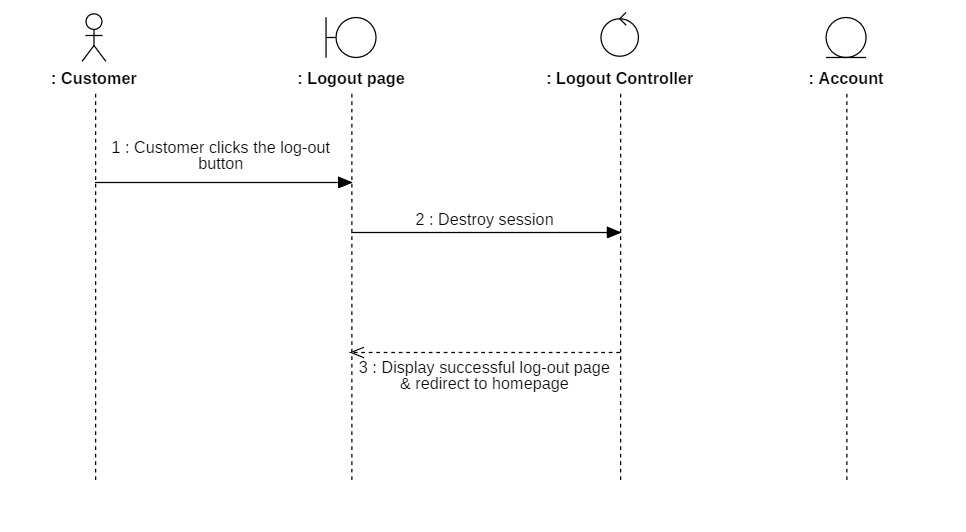 : Customer
: Logout page
: Logout Controller
: Account
1 : Customer clicks the log-out
button
2 : Destroy session
3 : Display successful log-out page
& redirect to homepage